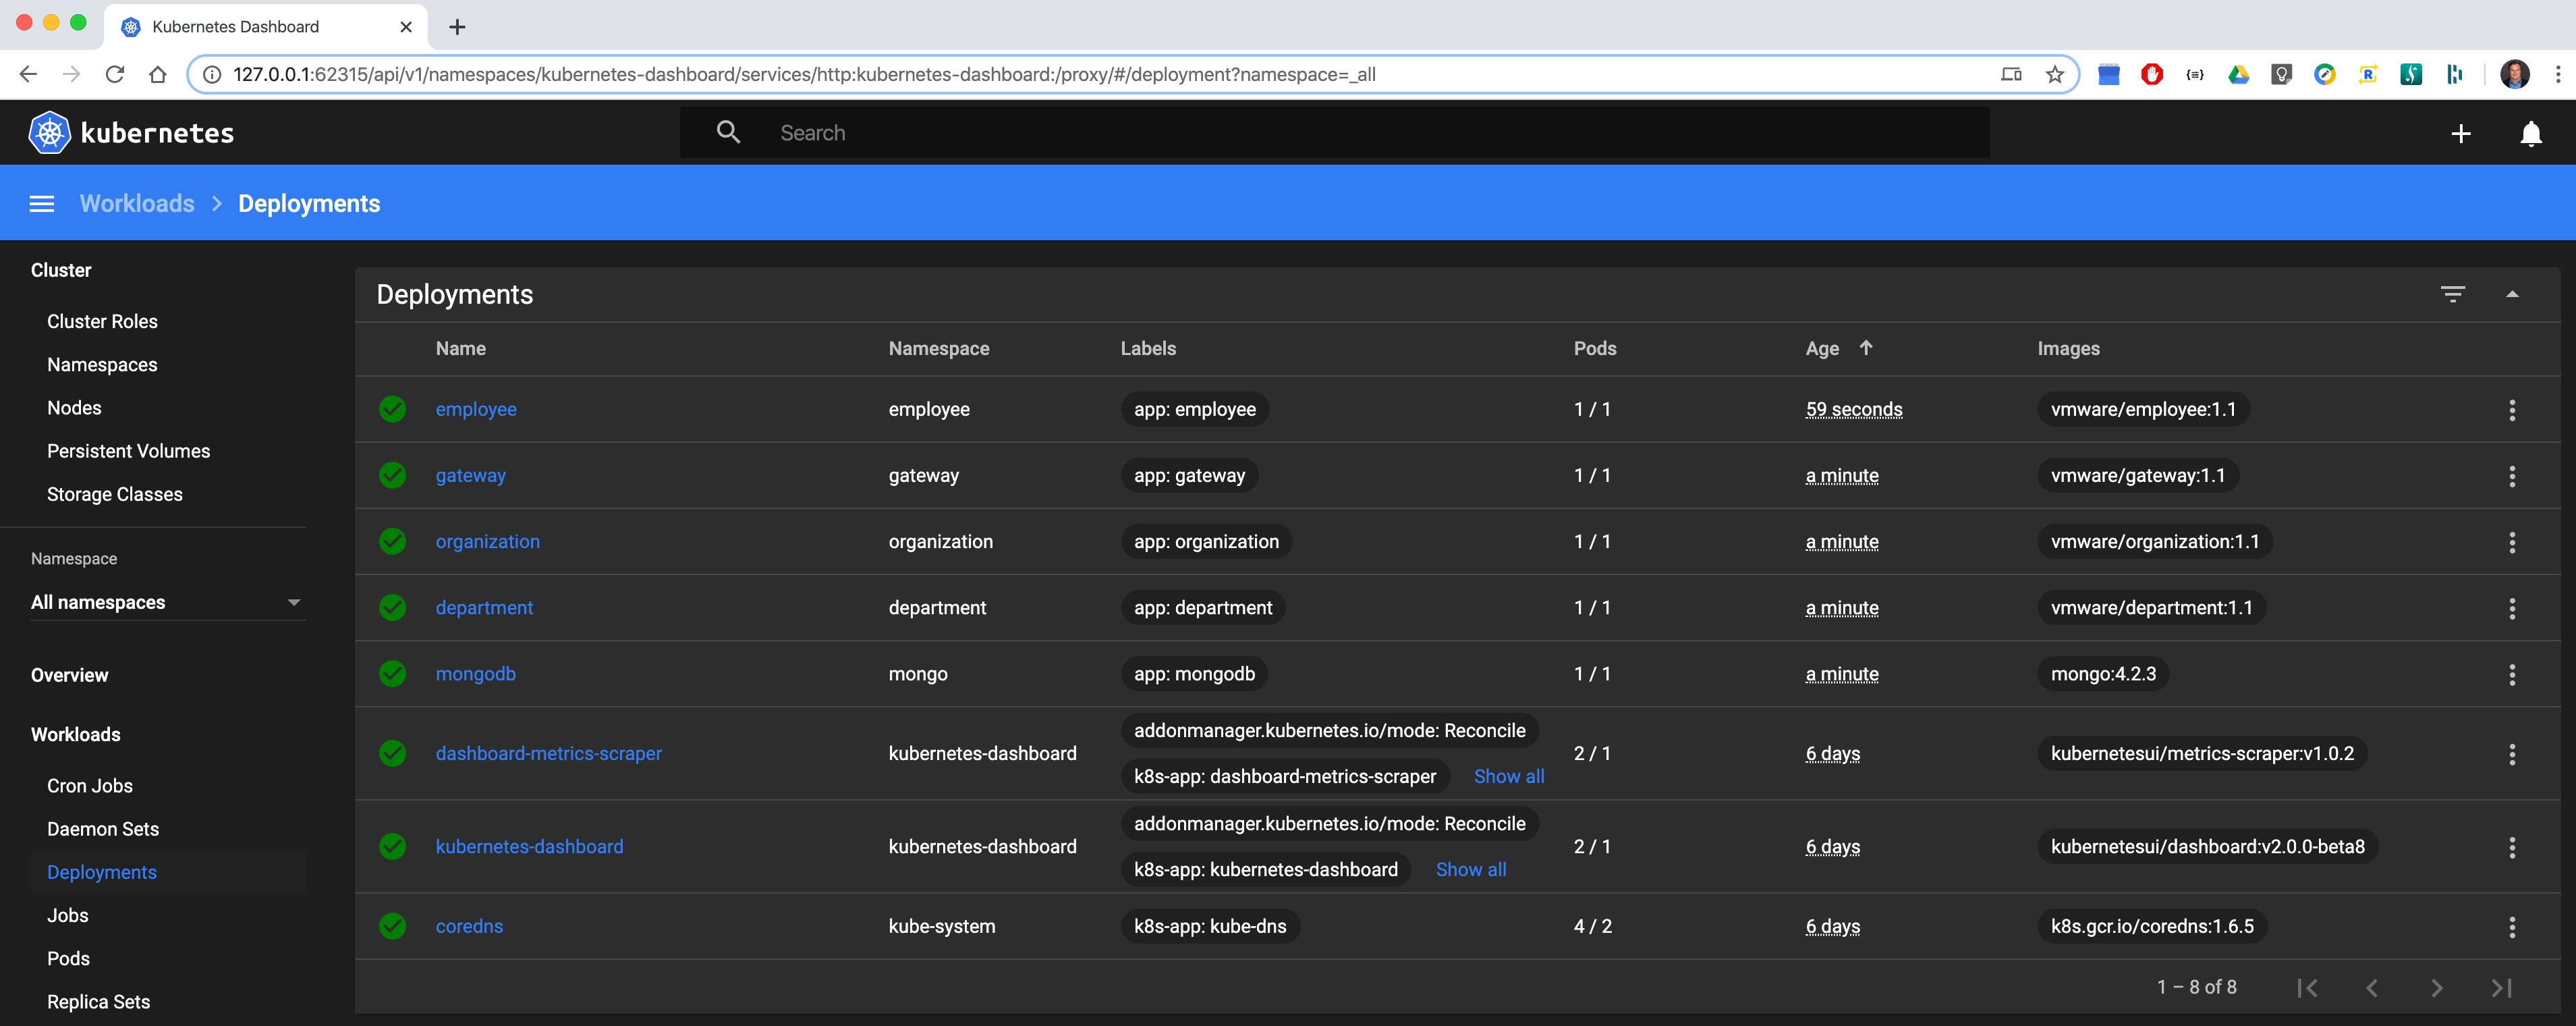 Kubernetes Dashboard
127.0.0.1:62315/api/v1/namespaces/kubernetes-dashboard/services/http:kubernetes-dashboard:/proxy/#/deployment?namespace=_all
kubernetes
Search
Workloads > Deployments
Cluster
Cluster Roles
Namespaces
Nodes
Persistent Volumes
Storage Classes
Namespace
All namespaces
Overview
Workloads
Cron Jobs
Daemon Sets
Deployments
Jobs
Pods
Replica Sets
Deployments
Name Namespace Labels Pods Age Images
employee employee app: employee 1 / 1 59 seconds vmware/employee:1.1
gateway gateway app: gateway 1 / 1 a minute vmware/gateway:1.1
organization organization app: organization 1 / 1 a minute vmware/organization:1.1
department department app: department 1 / 1 a minute vmware/department:1.1
mongodb mongo app: mongodb 1 / 1 a minute mongo:4.2.3
addonmanager.kubernetes.io/mode: Reconcile
dashboard-metrics-scraper kubernetes-dashboard 2 / 1 6 days kubernetesui/metrics-scraper:v1.0.2
k8s-app: dashboard-metrics-scraper Show all
addonmanager.kubernetes.io/mode: Reconcile
kubernetes-dashboard kubernetes-dashboard 2 / 1 6 days kubernetesui/dashboard:v2.0.0-beta8
k8s-app: kubernetes-dashboard Show all
coredns kube-system k8s-app: kube-dns 4 / 2 6 days k8s.gcr.io/coredns:1.6.5
1 – 8 of 8